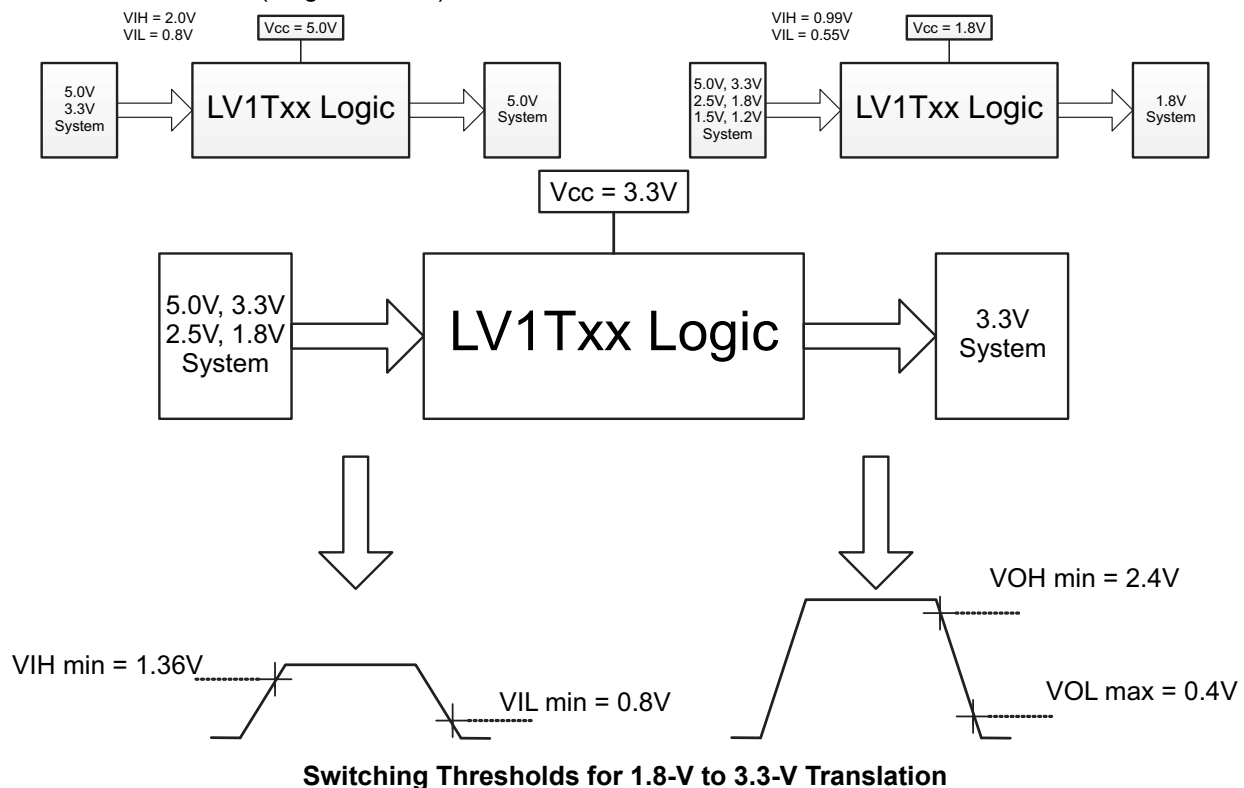 VIH = 2.0V
VIL = 0.8V
Vcc = 5.0V
5.0V
3.3V
System
LV1Txx Logic
5.0V
System
VIH = 0.99V
VIL = 0.55V
Vcc = 1.8V
5.0V, 3.3V
2.5V, 1.8V
1.5V, 1.2V
System
LV1Txx Logic
1.8V
System
Vcc = 3.3V
5.0V, 3.3V
2.5V, 1.8V
System
LV1Txx Logic
3.3V
System
VIH min = 1.36V
VIL min = 0.8V
VOH min = 2.4V
VOL max = 0.4V
Switching Thresholds for 1.8-V to 3.3-V Translation